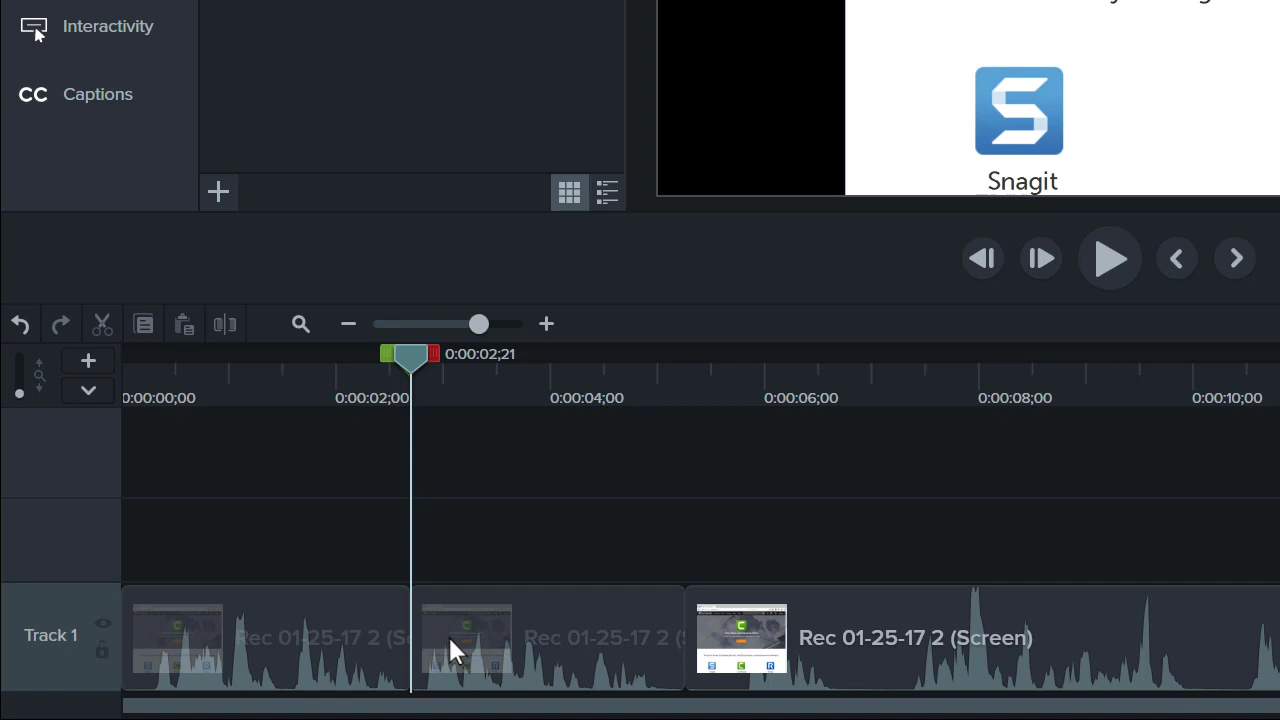 Interactivity
CC Captions
Snagit
0:00:02;21
0:00:00;00 0:00:02;00 0:00:04;00 0:00:06;00 0:00:08;00 0:00:10;00
Track 1
Rec 01-25-17 2 (Sc
Rec 01-25-17 2 (S
Rec 01-25-17 2 (Screen)